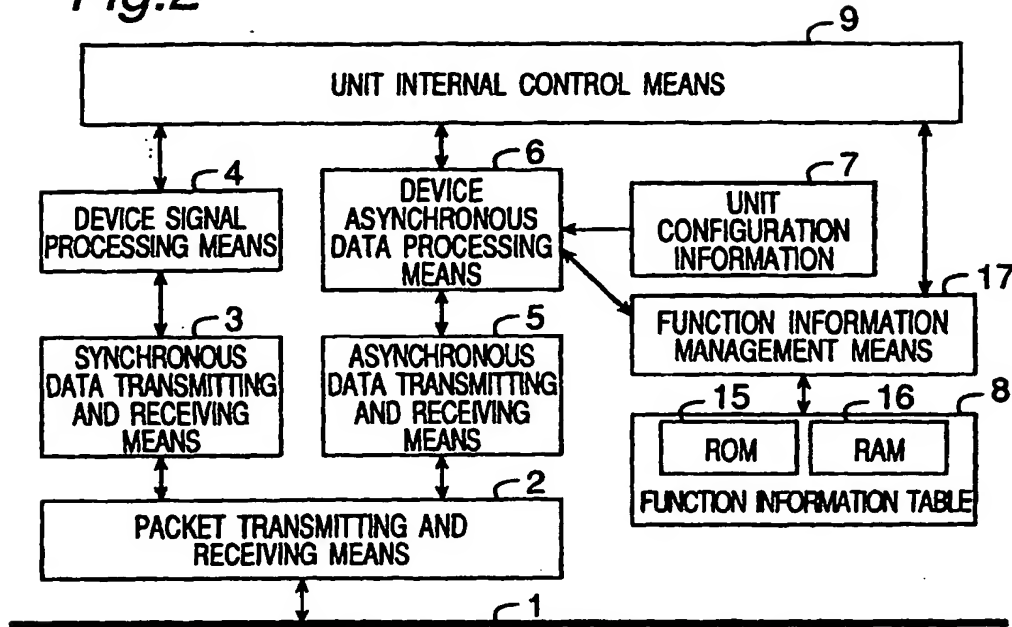 Fig.2
9
UNIT INTERNAL CONTROL MEANS
4
DEVICE SIGNAL
PROCESSING MEANS
6
DEVICE
ASYNCHRONOUS
DATA PROCESSING
MEANS
7
UNIT
CONFIGURATION
INFORMATION
17
FUNCTION INFORMATION
MANAGEMENT MEANS
3
SYNCHRONOUS
DATA TRANSMITTING
AND RECEIVING
MEANS
5
ASYNCHRONOUS
DATA TRANSMITTING
AND RECEIVING
MEANS
8
15
ROM
16
RAM
FUNCTION INFORMATION TABLE
2
PACKET TRANSMITTING AND
RECEIVING MEANS
1